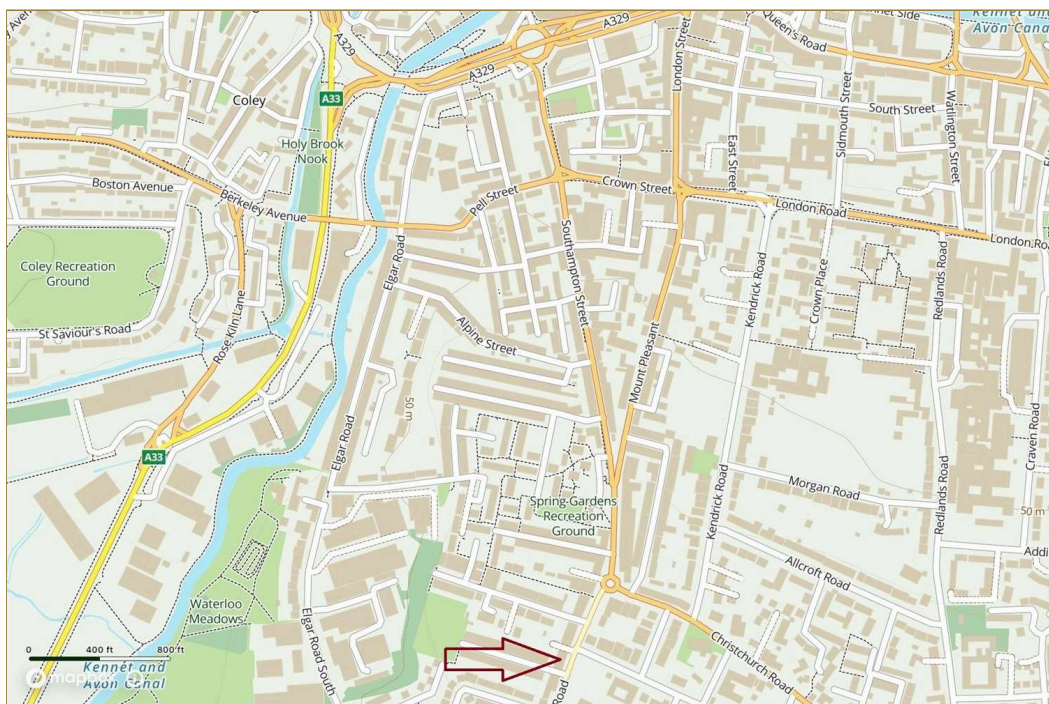 A329
A329
A329
London Street
Queen's Road
Kennet and
Avon Canal
A33
Coley
South Street
Sidmouth Street
Watlington Street
Holy Brook
Nook
East Street
Boston Avenue
Berkeley Avenue
Pell Street
Crown Street
London Road
London Ro
Elgar Road
Southampton Street
Kendrick Road
Crown Place
Redlands Road
Coley Recreation
Ground
St Saviour's Road
Rose Kiln Lane
Alpine Street
Mount Pleasant
50 m
Elgar Road
Craven Road
A33
Kendrick Road
Morgan Road
Redlands Road
Spring Gardens
Recreation
Ground
50 m
Allcroft Road
Addi
Waterloo
Meadows
Elgar Road South
Christchurch Road
0 400 ft 800 ft
Kennet and
Avon Canal
mapbox
Road